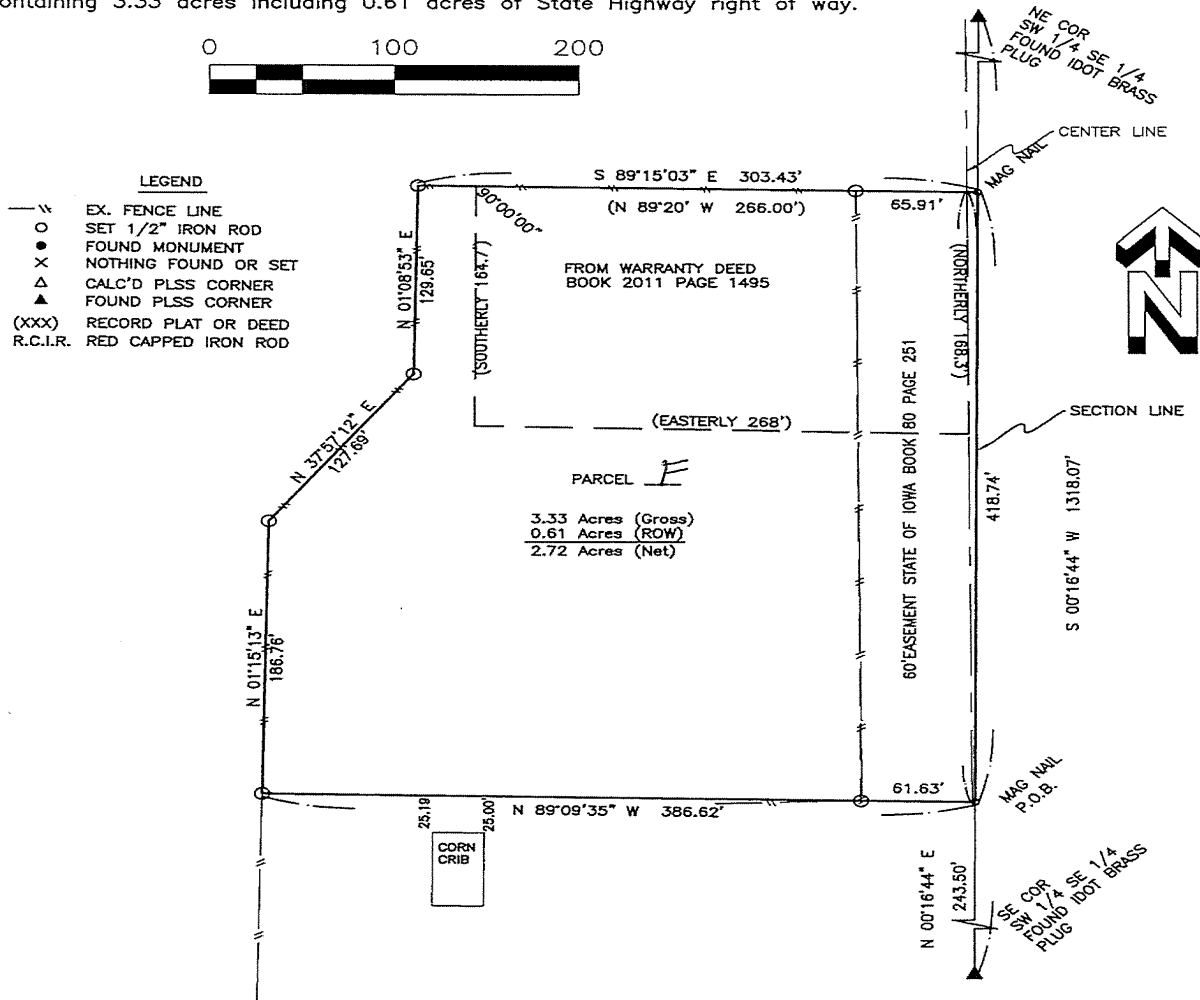 ontaining 3.33 acres including 0.61 acres of State Highway right of way.
0 100 200
NE COR
SW 1/4 SE 1/4
FOUND IDOT BRASS
PLUG
CENTER LINE
MAG NAIL
LEGEND
EX. FENCE LINE
SET 1/2" IRON ROD
FOUND MONUMENT
NOTHING FOUND OR SET
CALC'D PLSS CORNER
FOUND PLSS CORNER
(XXX) RECORD PLAT OR DEED
R.C.I.R. RED CAPPED IRON ROD
S 89°15'03" E 303.43'
(N 89°20' W 266.00')
65.91'
90°00'00"
N 01°08'53" E
129.65'
(SOUTHERLY 164.7')
FROM WARRANTY DEED
BOOK 2011 PAGE 1495
(NORTHERLY 168.3')
N
60'EASEMENT STATE OF IOWA BOOK 80 PAGE 251
SECTION LINE
(EASTERLY 268')
N 37°57'12" E
127.69'
PARCEL F
3.33 Acres (Gross)
0.61 Acres (ROW)
2.72 Acres (Net)
418.74'
S 00°16'44" W 1318.07'
N 01°15'13" E
186.76'
61.63'
N 89°09'35" W 386.62'
MAG NAIL
P.O.B.
25.19
25.00'
CORN
CRIB
N 00°16'44" E
243.50'
SE COR
SW 1/4 SE 1/4
FOUND IDOT BRASS
PLUG